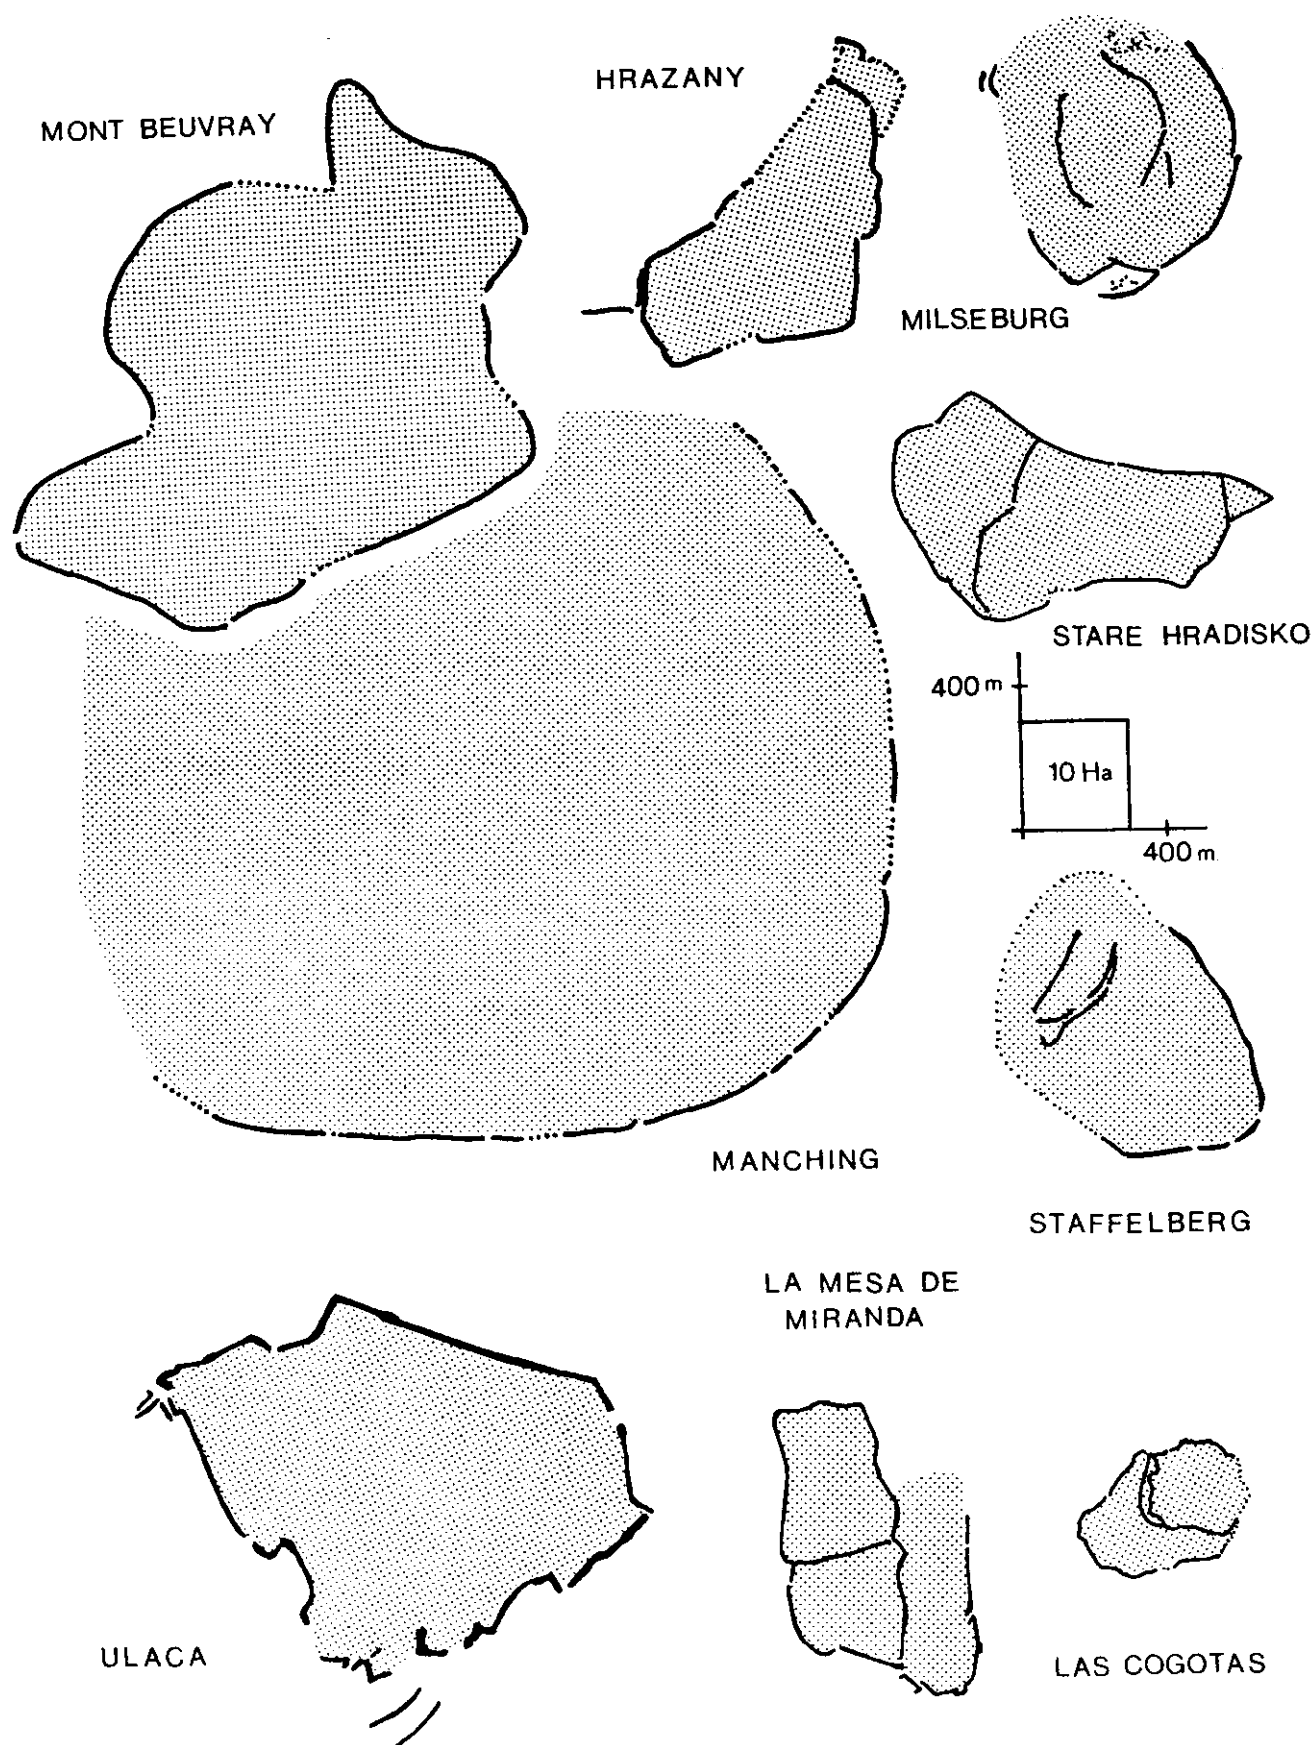 HRAZANY
MONT BEUVRAY
MILSEBURG
STARE HRADISKO
400 m
10 Ha
400 m
MANCHING
STAFFELBERG
LA MESA DE
MIRANDA
ULACA
LAS COGOTAS